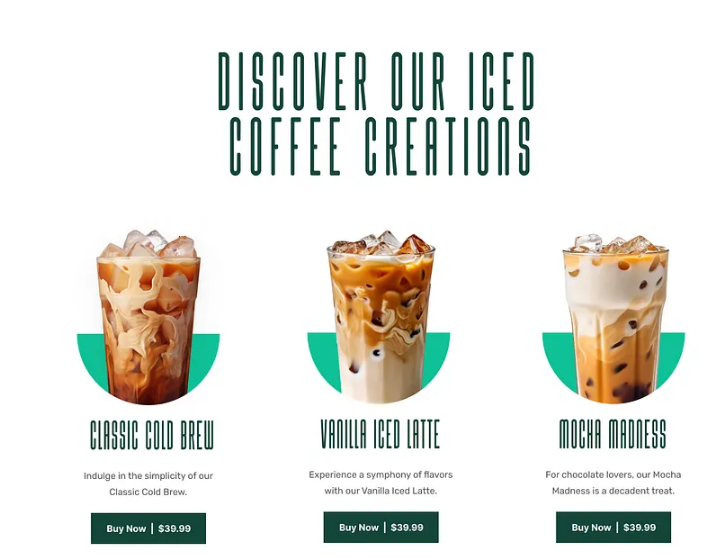 DISCOVER OUR ICED
COFFEE CREATIONS
CLASSIC COLD BREW
Indulge in the simplicity of our
Classic Cold Brew.
Buy Now | $39.99
VANILLA ICED LATTE
Experience a symphony of flavors
with our Vanilla Iced Latte.
Buy Now | $39.99
MOCHA MADNESS
For chocolate lovers, our Mocha
Madness is a decadent treat.
Buy Now | $39.99